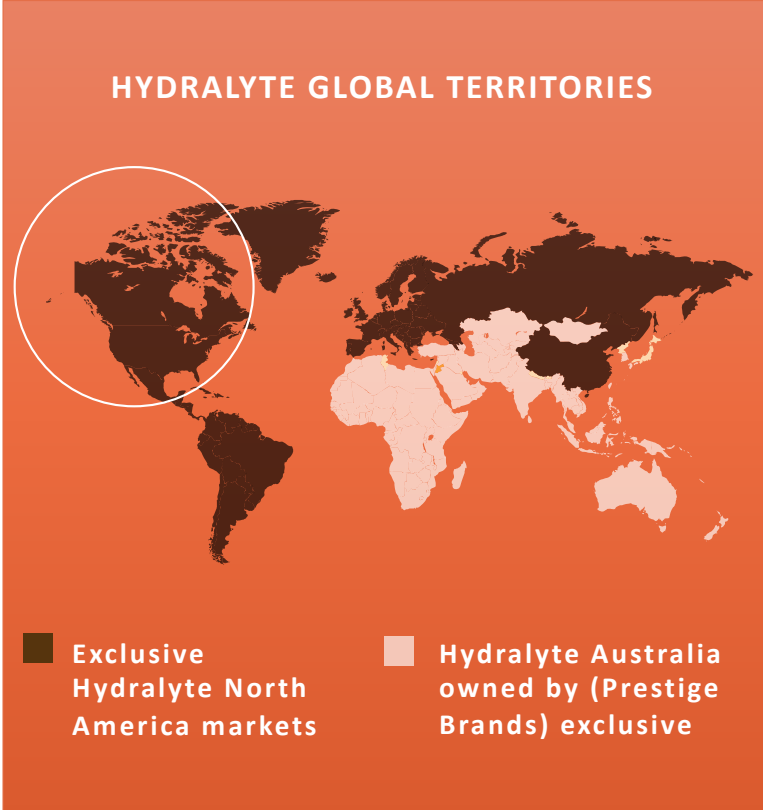 HYDRALYTE GLOBAL TERRITORIES
Exclusive
Hydralyte North
America markets
Hydralyte Australia
owned by (Prestige
Brands) exclusive